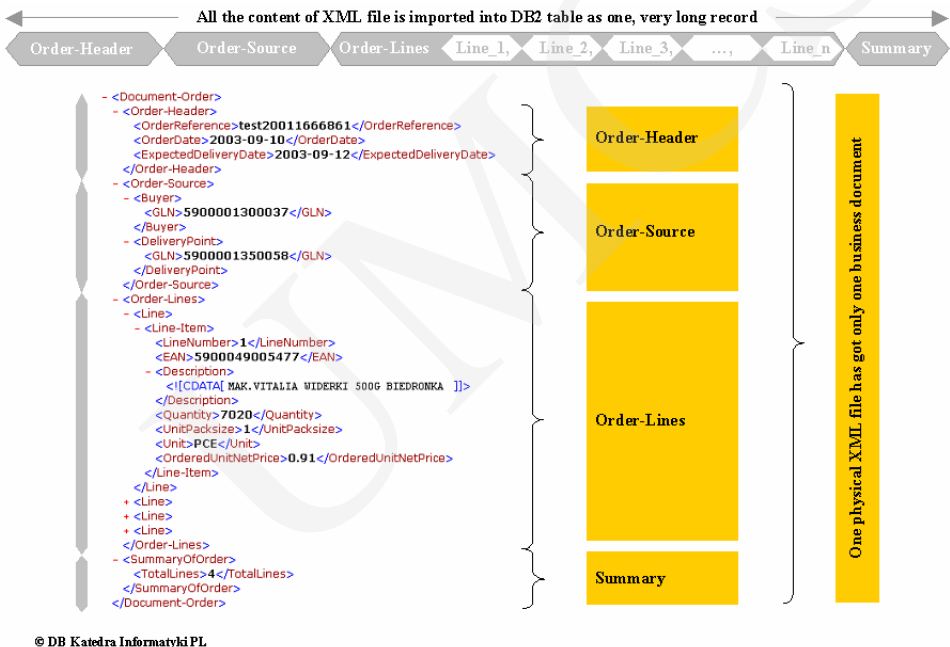 All the content of XML file is imported into DB2 table as one, very long record
Order-Header Order-Source Order-Lines Line_1, Line_2, Line_3, ..., Line_n Summary
- <Document-Order>
- <Order-Header>
<OrderReference>test20011666861</OrderReference>
<OrderDate>2003-09-10</OrderDate>
<ExpectedDeliveryDate>2003-09-12</ExpectedDeliveryDate>
</Order-Header>
- <Order-Source>
- <Buyer>
<GLN>5900001300037</GLN>
</Buyer>
- <DeliveryPoint>
<GLN>5900001350058</GLN>
</DeliveryPoint>
</Order-Source>
- <Order-Lines>
- <Line>
- <Line-Item>
<LineNumber>1</LineNumber>
<EAN>5900049005477</EAN>
- <Description>
<![CDATA[ MAK.VITALIA WIDERKI 500G BIEDRONKA ]]>
</Description>
<Quantity>7020</Quantity>
<UnitPacksize>1</UnitPacksize>
<Unit>PCE</Unit>
<OrderedUnitNetPrice>0.91</OrderedUnitNetPrice>
</Line-Item>
</Line>
+ <Line>
+ <Line>
+ <Line>
</Order-Lines>
- <SummaryOfOrder>
<TotalLines>4</TotalLines>
</SummaryOfOrder>
</Document-Order>
Order-Header
Order-Source
Order-Lines
Summary
One physical XML file has got only one business document
© DB Katedra Informatyki PL
UMCS